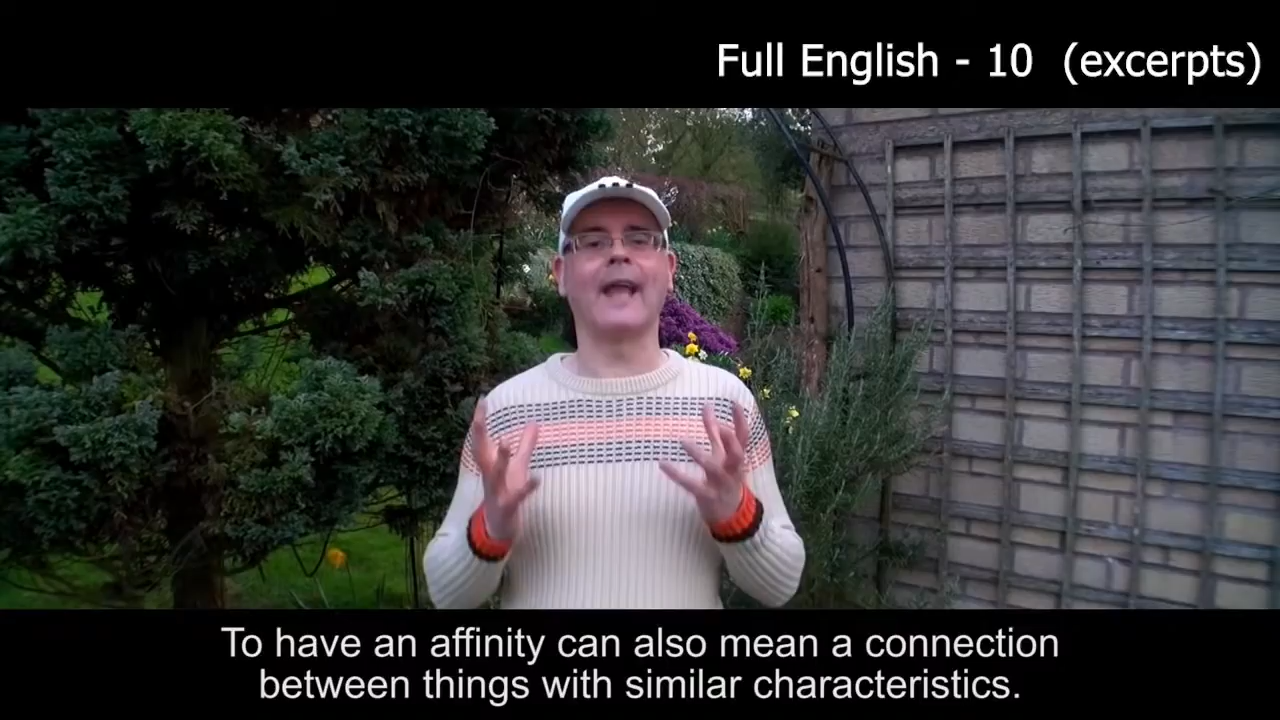 Full English - 10  (excerpts)
To have an affinity can also mean a connection
between things with similar characteristics.